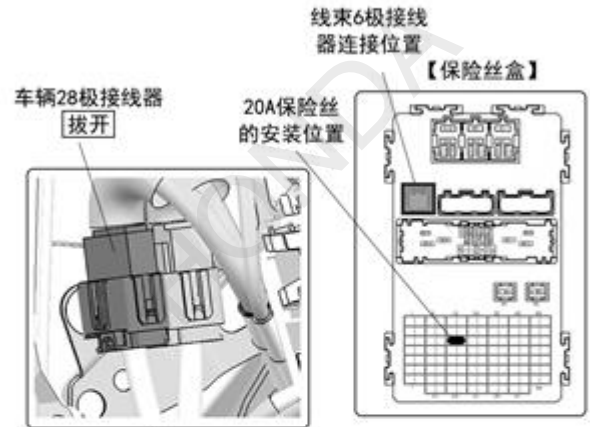 线束6极接线
器连接位置
【保险丝盒】
车辆28极接线器
拔开
20A保险丝
的安装位置
HONDA